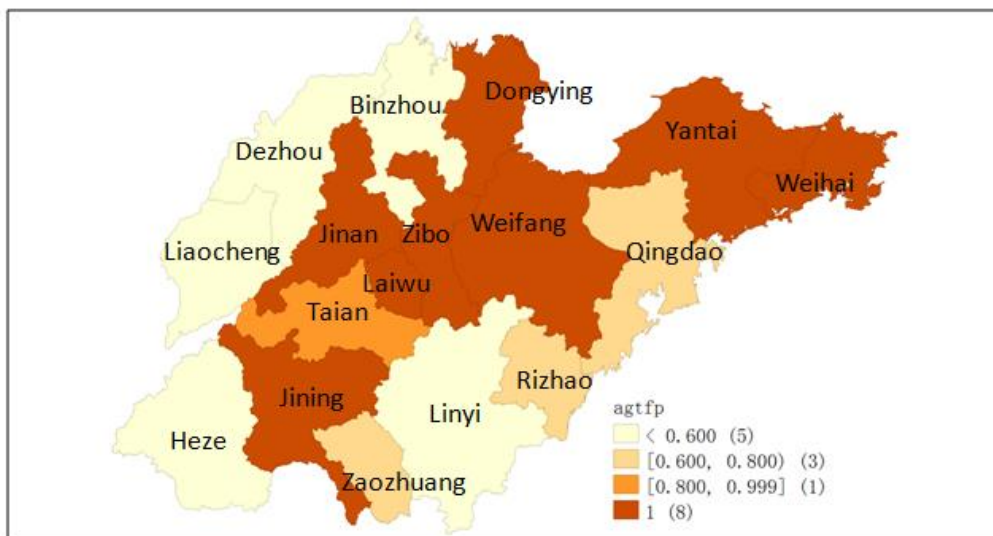 Dongying
Binzhou
Yantai
Dezhou
Weihai
Weifang
Jinan
Zibo
Liaocheng
Qingdao
Laiwu
Taian
Rizhao
Jining
Linyi
Heze
Zaozhuang
agtfp
< 0.600 (5)
[0.600, 0.800) (3)
[0.800, 0.999] (1)
1 (8)